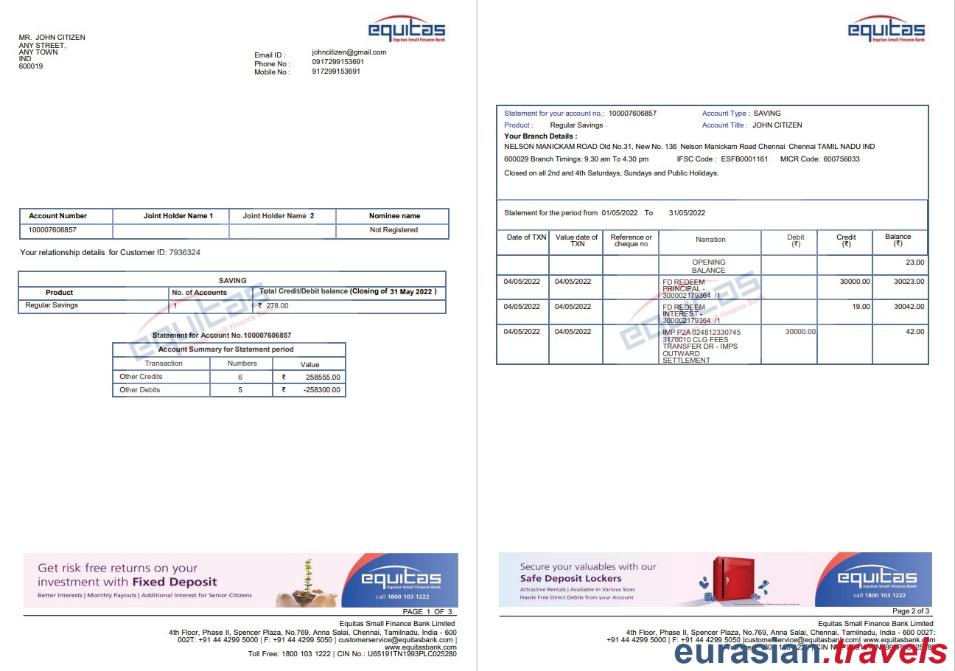 equitas
Equitas Small Finance Bank
MR. JOHN CITIZEN
ANY STREET,
ANY TOWN
IND
600019
Email ID : johncitizen@gmail.com
Phone No : 0917299153691
Mobile No : 917299153691
Account Number Joint Holder Name 1 Joint Holder Name 2 Nominee name
100007606857 Not Registered
Your relationship details for Customer ID: 7936324
SAVING
Product No. of Accounts Total Credit/Debit balance (Closing of 31 May 2022 )
Regular Savings 1 ₹ 278.00
Statement for Account No.100007606857
Account Summary for Statement period
Transaction Numbers Value
Other Credits 6 ₹ 258555.00
Other Debits 5 ₹ -258300.00
equitas
Get risk free returns on your
investment with Fixed Deposit
Better Interests | Monthly Payouts | Additional Interest for Senior Citizens
equitas
Equitas Small Finance Bank
call 1800 103 1222
PAGE 1 OF 3
Equitas Small Finance Bank Limited
4th Floor, Phase II, Spencer Plaza, No.769, Anna Salai, Chennai, Tamilnadu, India - 600
002T: +91 44 4299 5000 | F: +91 44 4299 5050 | customerservice@equitasbank.com |
www.equitasbank.com
Toll Free: 1800 103 1222 | CIN No.: U65191TN1993PLC025280
equitas
Equitas Small Finance Bank
Statement for your account no.: 100007606857 Account Type : SAVING
Product : Regular Savings Account Title : JOHN CITIZEN
Your Branch Details :
NELSON MANICKAM ROAD Old No.31, New No. 136 Nelson Manickam Road Chennai Chennai TAMIL NADU IND
600029 Branch Timings: 9.30 am To 4.30 pm IFSC Code : ESFB0001161 MICR Code: 600756033
Closed on all 2nd and 4th Saturdays, Sundays and Public Holidays.
Statement for the period from 01/05/2022 To 31/05/2022
Date of TXN Value date of TXN Reference or cheque no Narration Debit (₹) Credit (₹) Balance (₹)
OPENING BALANCE 23.00
04/05/2022 04/05/2022 FD REDEEM PRINCIPAL - 300002179364 /1 30000.00 30023.00
04/05/2022 04/05/2022 FD REDEEM INTEREST - 300002179364 /1 19.00 30042.00
04/05/2022 04/05/2022 IMP P2A 024812330745 3170010 CLG FEES TRANSFER DR - IMPS OUTWARD SETTLEMENT 30000.00 42.00
equitas
Secure your valuables with our
Safe Deposit Lockers
Attractive Rentals | Available in Various Sizes
Hassle Free Direct Debits from your Account
equitas
Equitas Small Finance Bank
call 1800 103 1222
Page 2 of 3
Equitas Small Finance Bank Limited
4th Floor, Phase II, Spencer Plaza, No.769, Anna Salai, Chennai, Tamilnadu, India - 600 002T:
+91 44 4299 5000 | F: +91 44 4299 5050 |customerservice@equitasbank.com| www.equitasbank.com
eurasian.travels